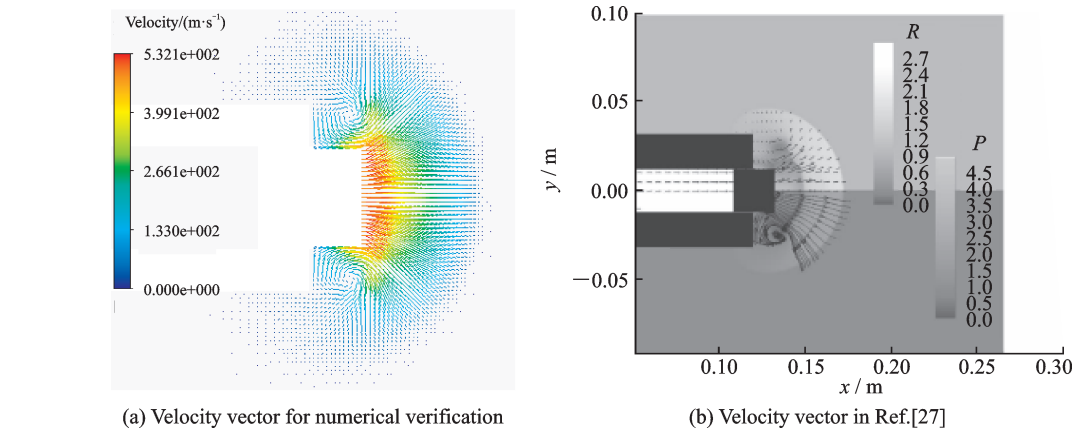 Velocity/(m·s⁻¹)
5.321e+002
3.991e+002
2.661e+002
1.330e+002
0.000e+000
(a) Velocity vector for numerical verification
0.10
0.05
0.00
—0.05
y / m
R
2.7
2.4
2.1
1.8
1.5
1.2
0.9
0.6
0.3
0.0
P
4.5
4.0
3.5
3.0
2.5
2.0
1.5
1.0
0.5
0.0
0.10 0.15 0.20 0.25 0.30
x / m
(b) Velocity vector in Ref.[27]